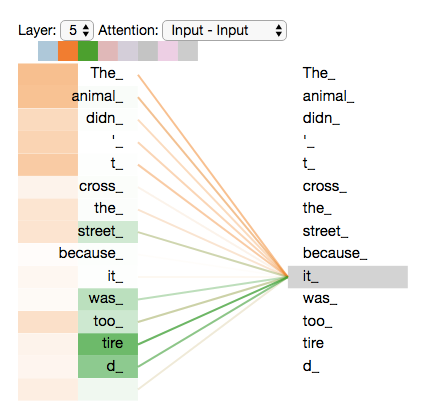 Layer: 5 Attention: Input - Input
The_ The_
animal_ animal_
didn_ didn_
'_ '_
t_ t_
cross_ cross_
the_ the_
street_ street_
because_ because_
it_ it_
was_ was_
too_ too_
tire tire
d_ d_